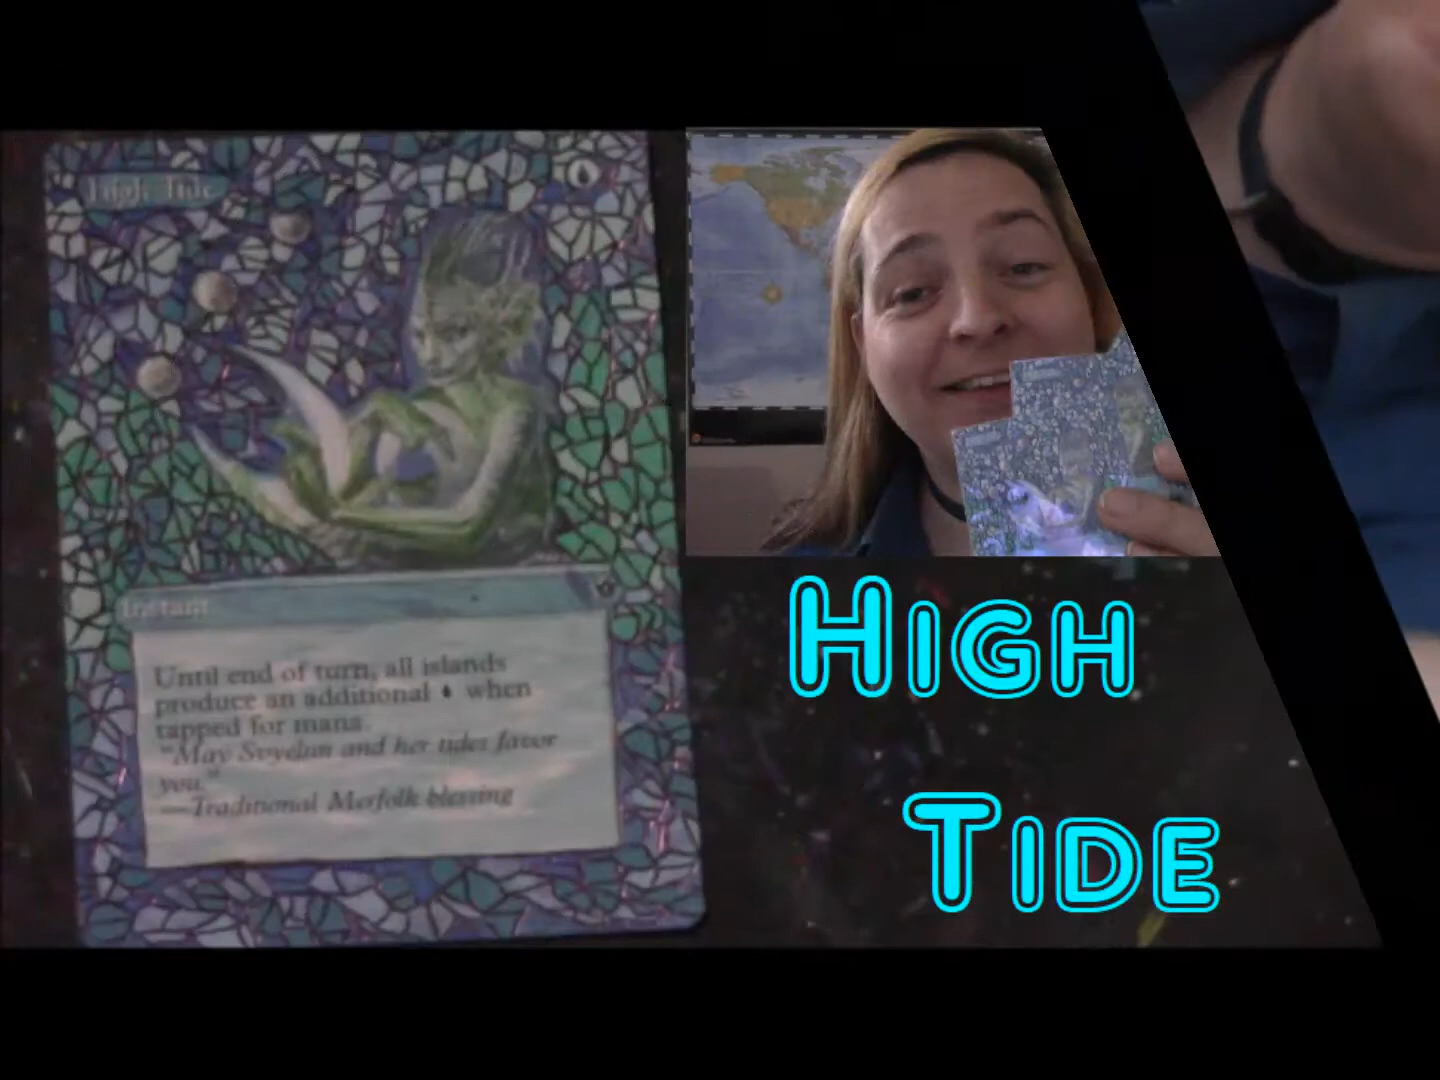 High Tide
Instant
Until end of turn, all islands
produce an additional when
tapped for mana.
"May Svyelun and her tides favor
you."
—Traditional Merfolk blessing
HIGH
TIDE